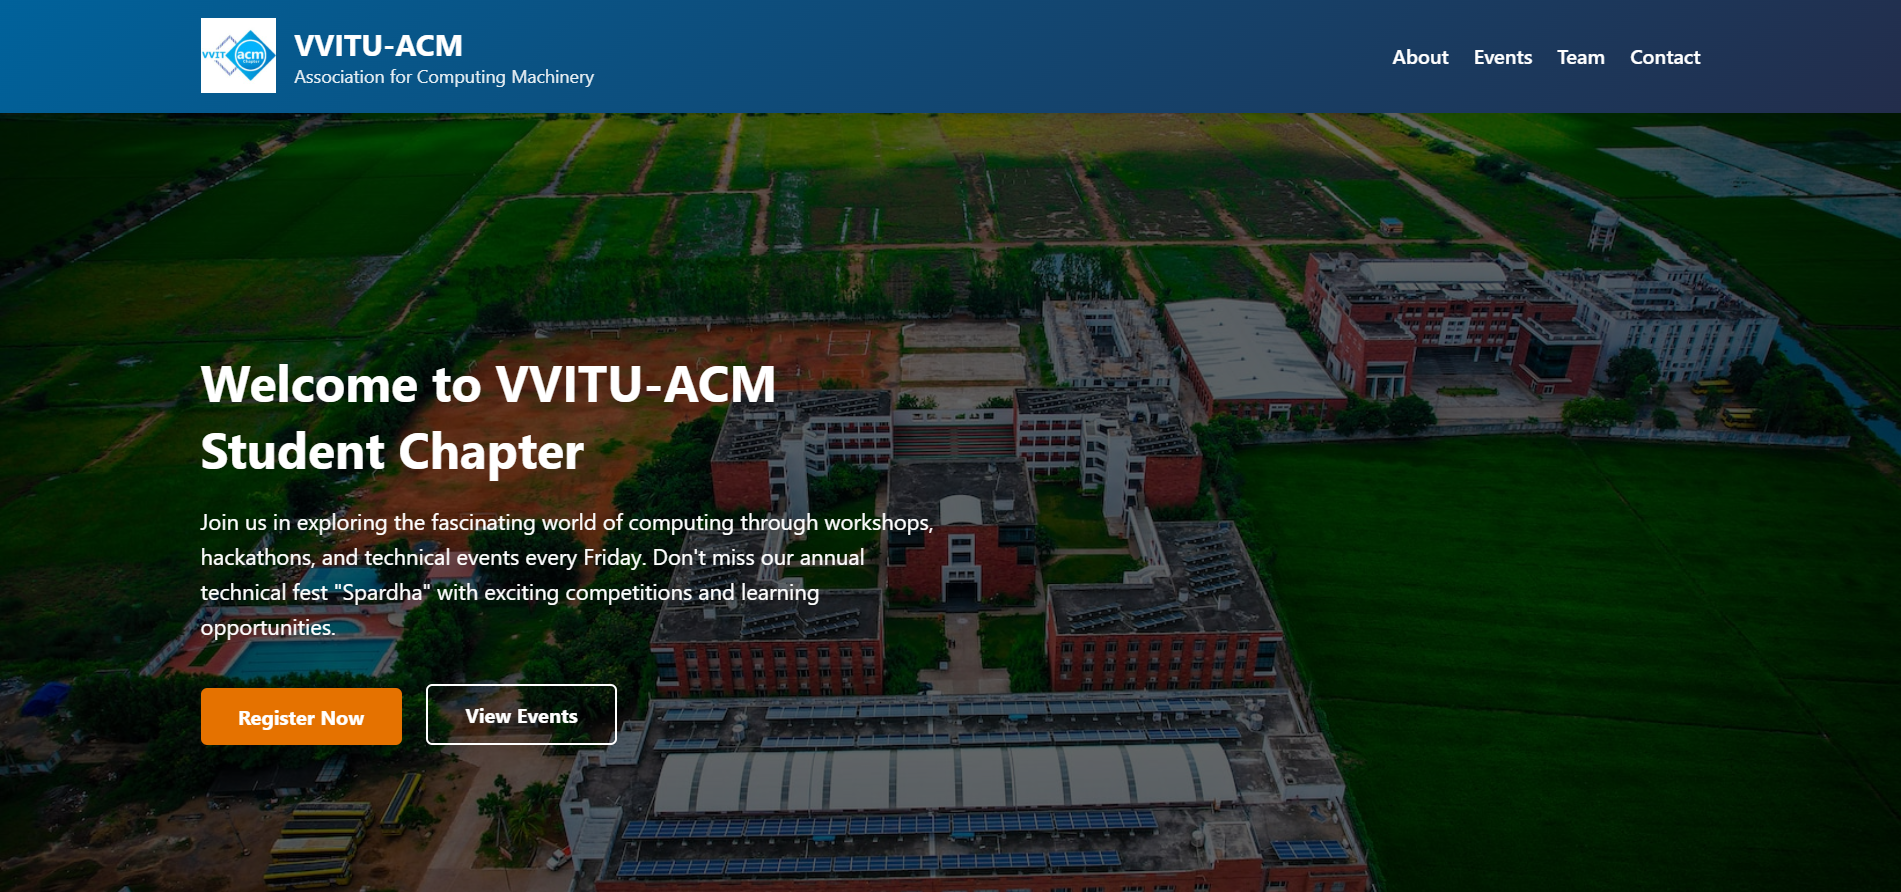 VVIT acm
Chapter
VVITU-ACM
Association for Computing Machinery
About Events Team Contact
Welcome to VVITU-ACM
Student Chapter
Join us in exploring the fascinating world of computing through workshops,
hackathons, and technical events every Friday. Don't miss our annual
technical fest "Spardha" with exciting competitions and learning
opportunities.
Register Now
View Events